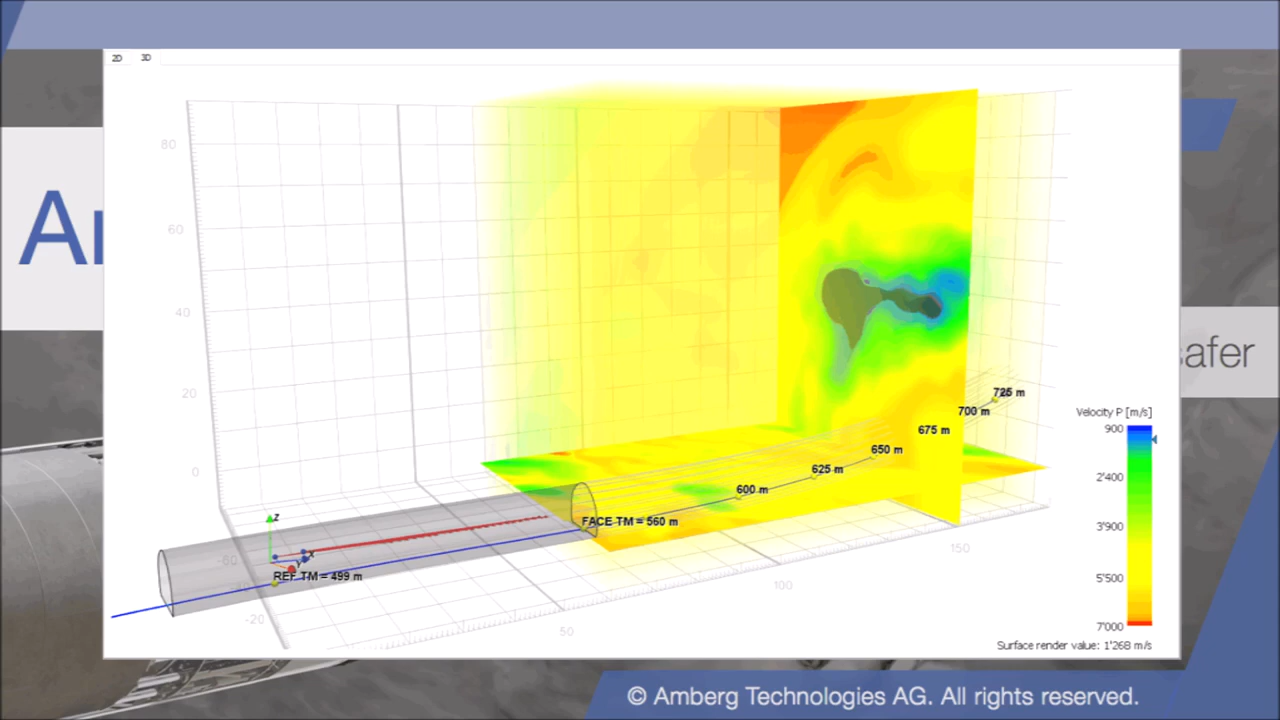 2D 3D
80
60
40
20
0
-20
50
100
150
Z
X
Y
REF TM = 499 m
FACE TM = 560 m
600 m
625 m
650 m
675 m
700 m
725 m
Velocity P [m/s]
900
2'400
3'900
5'500
7'000
Surface render value: 1'268 m/s
safer
© Amberg Technologies AG. All rights reserved.